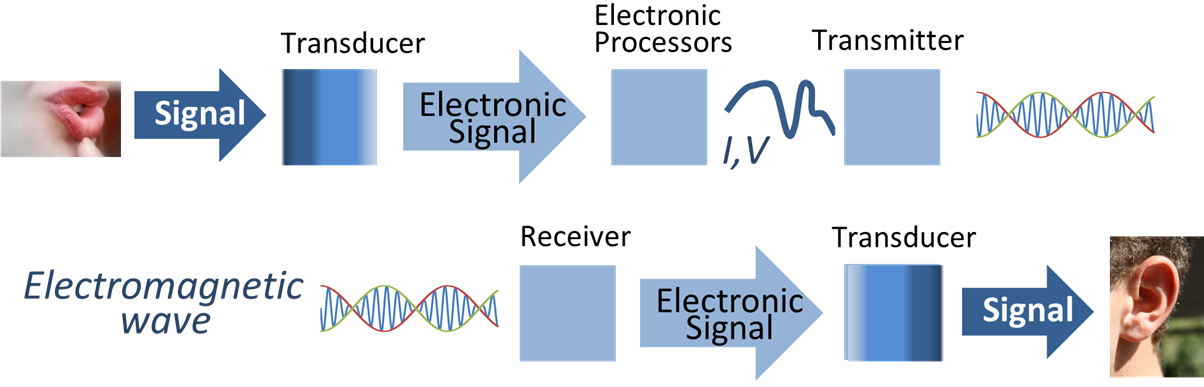 Electronic
Processors
Transducer
Transmitter
Signal
Electronic
Signal
I,V
Receiver
Transducer
Electromagnetic
wave
Electronic
Signal
Signal